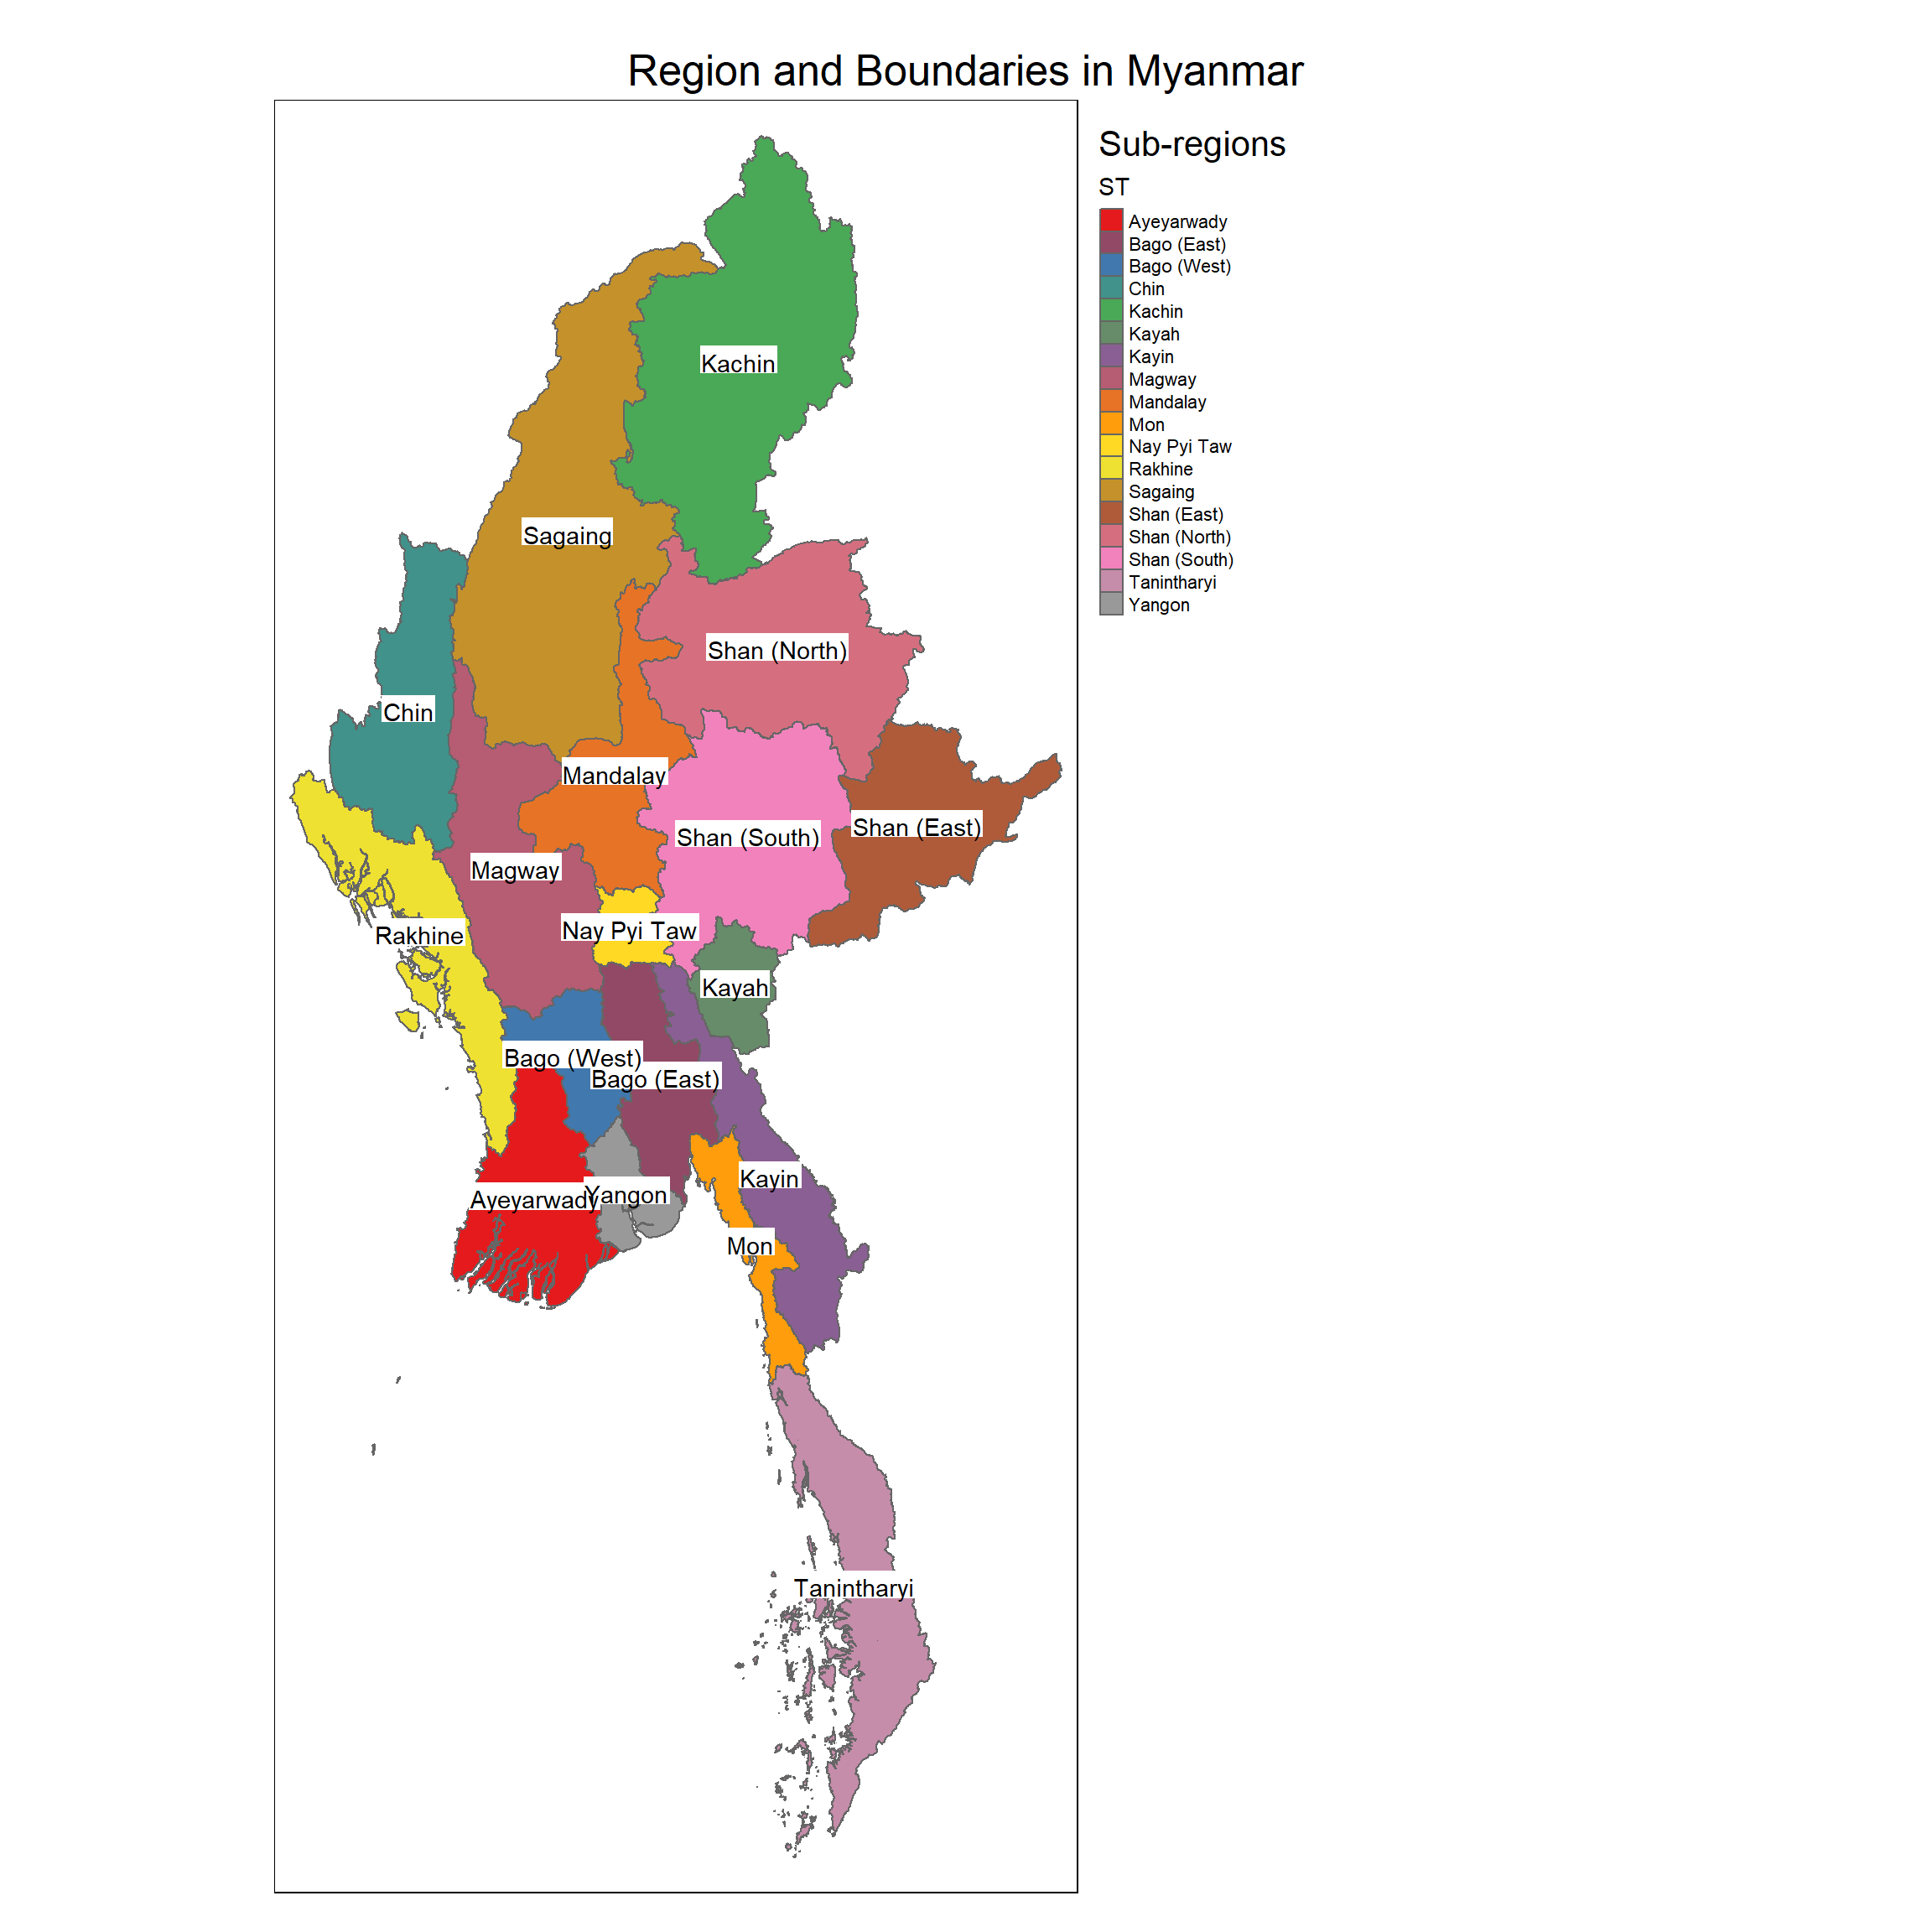 Region and Boundaries in Myanmar
Sub-regions
ST
Ayeyarwady
Bago (East)
Bago (West)
Chin
Kachin
Kayah
Kayin
Magway
Mandalay
Mon
Nay Pyi Taw
Rakhine
Sagaing
Shan (East)
Shan (North)
Shan (South)
Tanintharyi
Yangon
Kachin
Sagaing
Shan (North)
Chin
Mandalay
Shan (East)
Shan (South)
Magway
Nay Pyi Taw
Rakhine
Kayah
Bago (West)
Bago (East)
Kayin
Yangon
Ayeyarwady
Mon
Tanintharyi